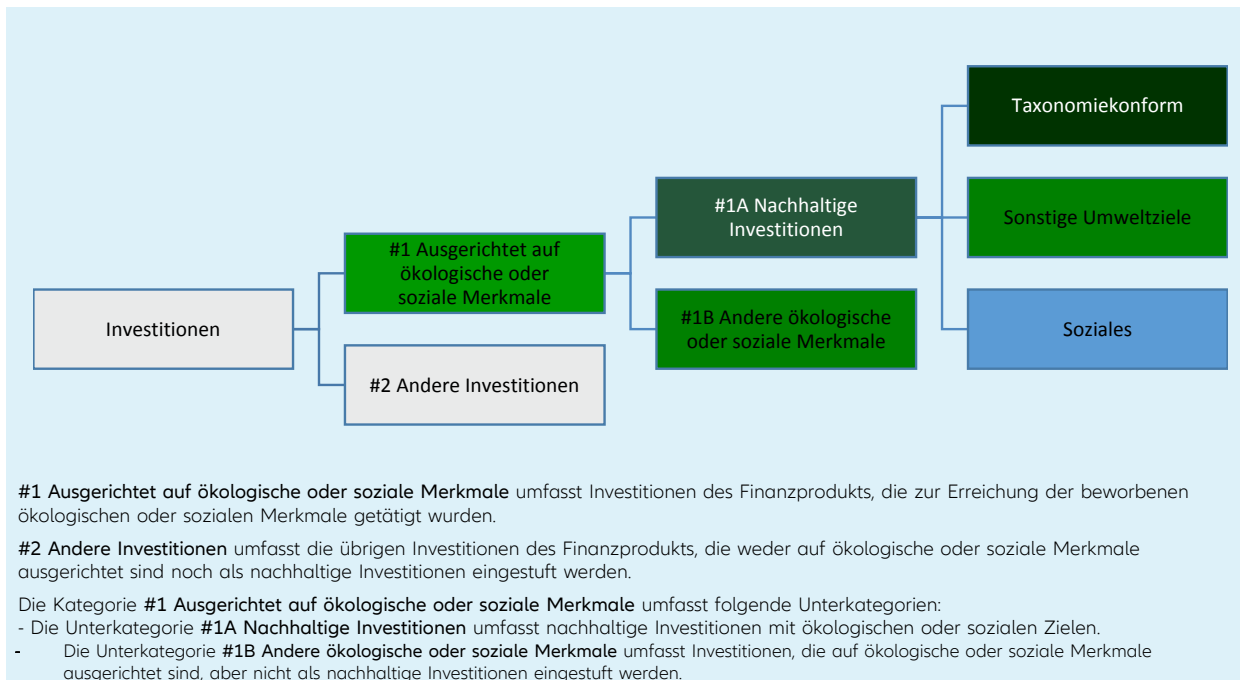 Taxonomiekonform
#1A Nachhaltige
Investitionen
Sonstige Umweltziele
#1 Ausgerichtet auf
ökologische oder
soziale Merkmale
Investitionen
#1B Andere ökologische
oder soziale Merkmale
Soziales
#2 Andere Investitionen
#1 Ausgerichtet auf ökologische oder soziale Merkmale umfasst Investitionen des Finanzprodukts, die zur Erreichung der beworbenen
ökologischen oder sozialen Merkmale getätigt wurden.
#2 Andere Investitionen umfasst die übrigen Investitionen des Finanzprodukts, die weder auf ökologische oder soziale Merkmale
ausgerichtet sind noch als nachhaltige Investitionen eingestuft werden.
Die Kategorie #1 Ausgerichtet auf ökologische oder soziale Merkmale umfasst folgende Unterkategorien:
- Die Unterkategorie #1A Nachhaltige Investitionen umfasst nachhaltige Investitionen mit ökologischen oder sozialen Zielen.
- Die Unterkategorie #1B Andere ökologische oder soziale Merkmale umfasst Investitionen, die auf ökologische oder soziale Merkmale
ausgerichtet sind, aber nicht als nachhaltige Investitionen eingestuft werden.